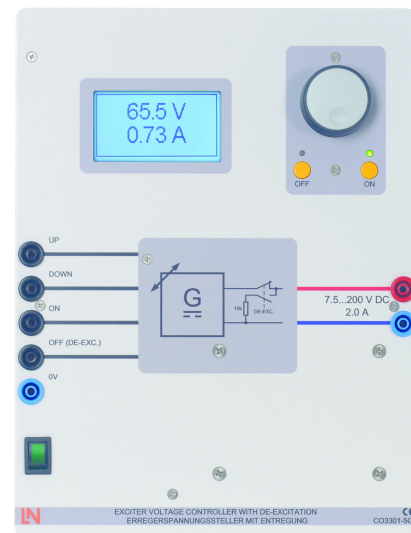 65.5 V
0.73 A
OFF
ON
UP
DOWN
ON
OFF (DE-EXC.)
0V
G
10k
DE-EXC.
7.5...200 V DC
2.0 A
LN
EXCITER VOLTAGE CONTROLLER WITH DE-EXCITATION
ERREGERSPANNUNGSSTELLER MIT ENTREGUNG